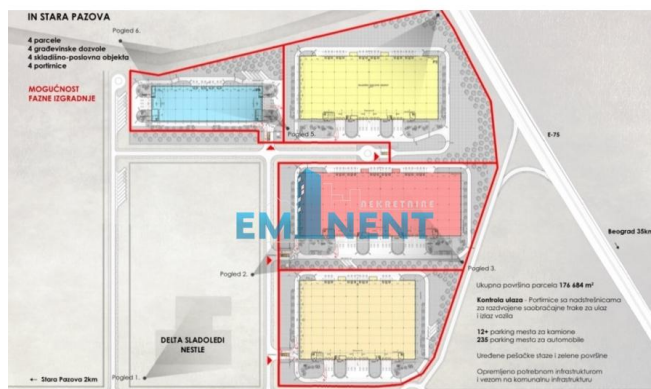 IN STARA PAZOVA
4 parcele
4 građevinske dozvole
4 skladišno-poslovna objekta
4 portirnice
MOGUĆNOST
FAZNE IZGRADNJE
Pogled 6.
Pogled 5.
E-75
NEKRETNINE
EMINENT
Beograd 35km
Pogled 2.
Pogled 3.
Ukupna površina parcela 176 684 m²
Kontrola ulaza - Portirnice sa nadstrešnicama
za razdvojene saobraćajne trake za ulaz
i izlaz vozila
12+ parking mesta za kamione
235 parking mesta za automobile
Uređene pešačke staze i zelene površine
Opremljeno potrebnom infrastrukturom
i vezom na komunalnu infrastrukturu
DELTA SLADOLEDI
NESTLE
Pogled 1.
Stara Pazova 2km